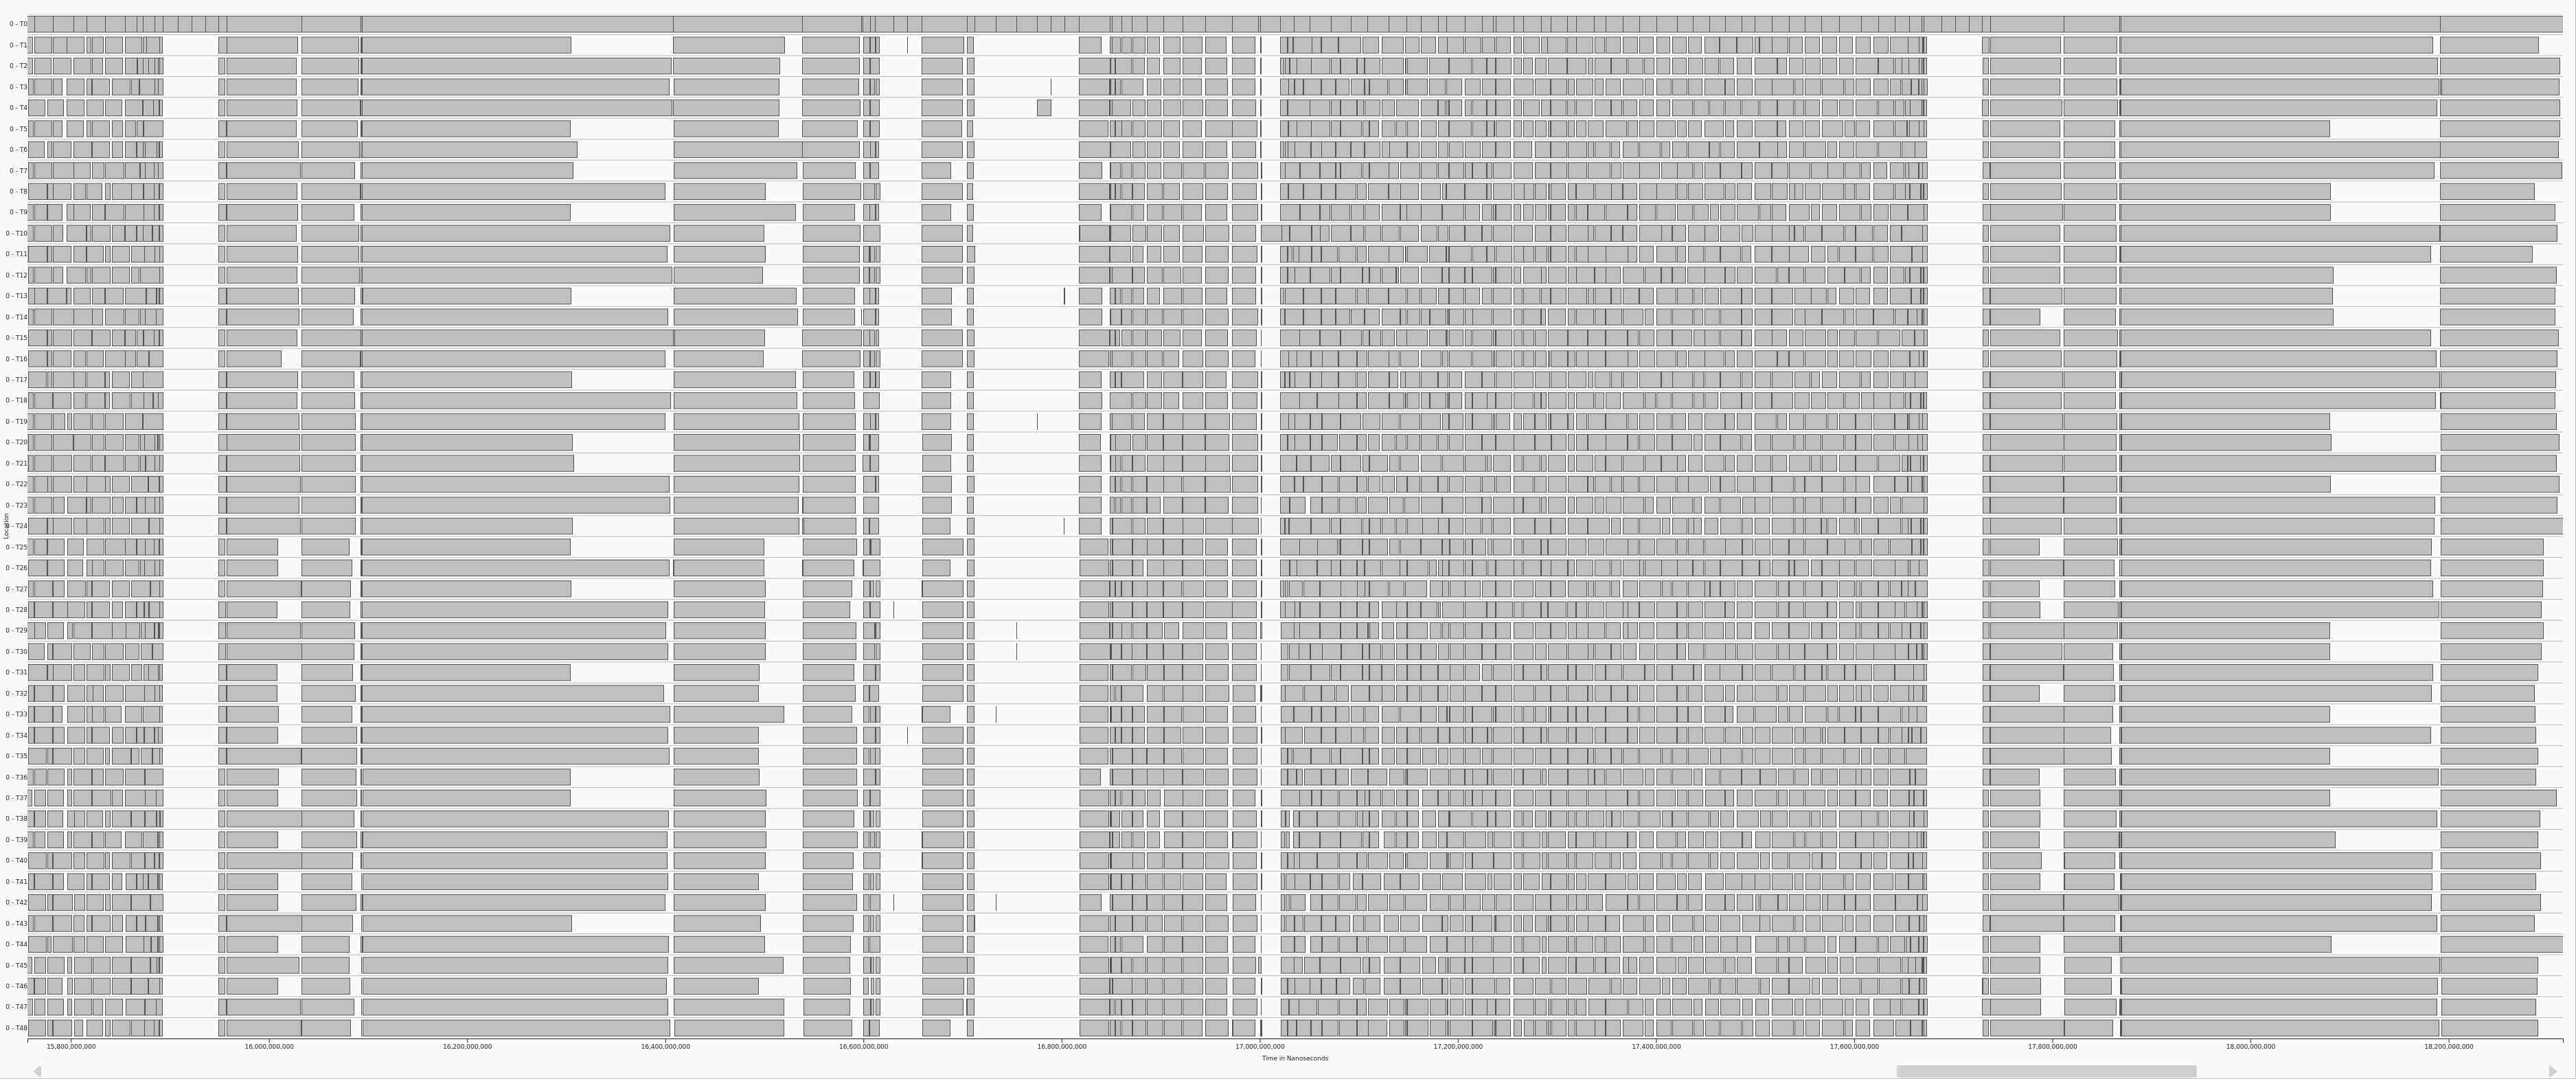 0 - T0
0 - T1
0 - T2
0 - T3
0 - T4
0 - T5
0 - T6
0 - T7
0 - T8
0 - T9
0 - T10
0 - T11
0 - T12
0 - T13
0 - T14
0 - T15
0 - T16
0 - T17
0 - T18
0 - T19
0 - T20
0 - T21
0 - T22
0 - T23
0 - T24
Location
0 - T25
0 - T26
0 - T27
0 - T28
0 - T29
0 - T30
0 - T31
0 - T32
0 - T33
0 - T34
0 - T35
0 - T36
0 - T37
0 - T38
0 - T39
0 - T40
0 - T41
0 - T42
0 - T43
0 - T44
0 - T45
0 - T46
0 - T47
0 - T48
15,800,000,000 16,000,000,000 16,200,000,000 16,400,000,000 16,600,000,000 16,800,000,000 17,000,000,000 17,200,000,000 17,400,000,000 17,600,000,000 17,800,000,000 18,000,000,000 18,200,000,000
Time in Nanoseconds